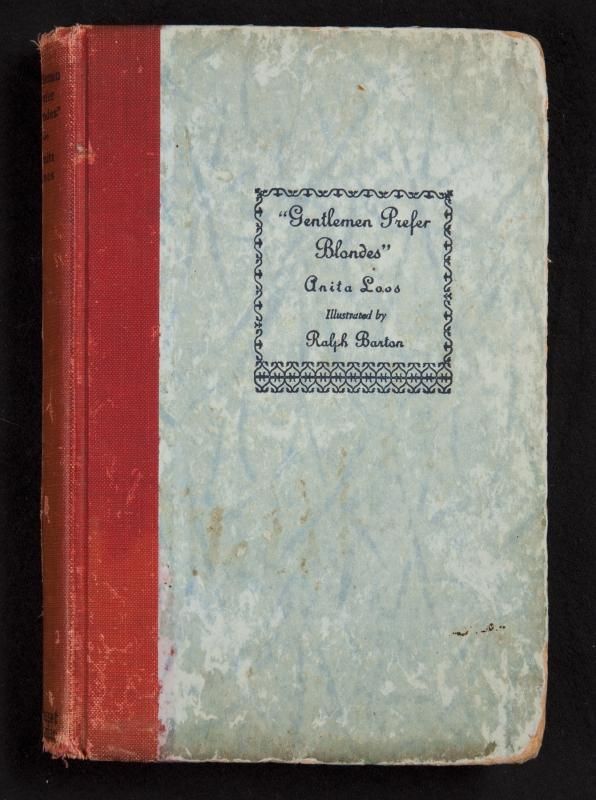 "Gentlemen Prefer
Blondes"
Anita Loos
Illustrated by
Ralph Barton